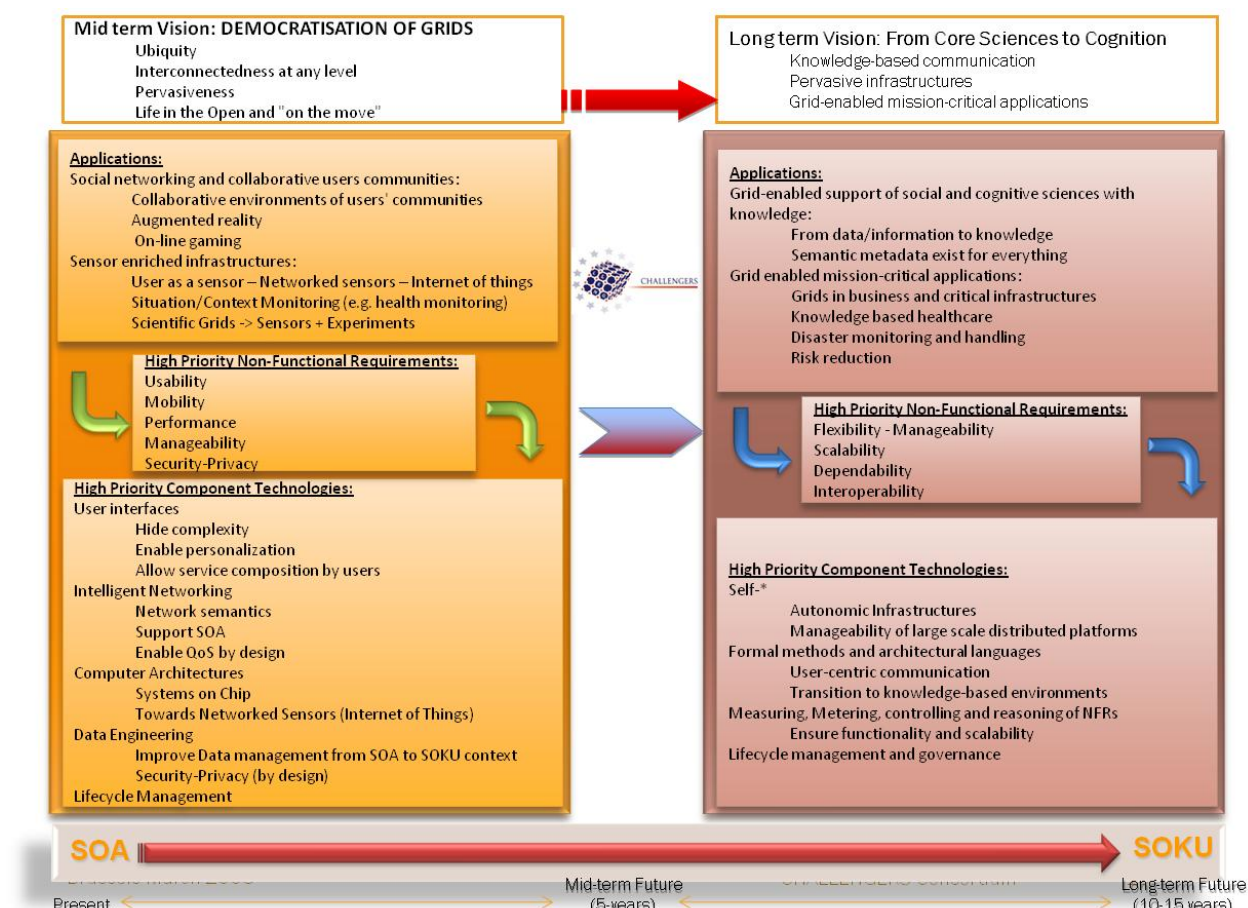 Mid term Vision: DEMOCRATISATION OF GRIDS
Ubiquity
Interconnectedness at any level
Pervasiveness
Life in the Open and "on the move"
Long term Vision: From Core Sciences to Cognition
Knowledge-based communication
Pervasive infrastructures
Grid-enabled mission-critical applications
Applications:
Social networking and collaborative users communities:
Collaborative environments of users' communities
Augmented reality
On-line gaming
Sensor enriched infrastructures:
User as a sensor – Networked sensors – Internet of things
Situation/Context Monitoring (e.g. health monitoring)
Scientific Grids -> Sensors + Experiments
High Priority Non-Functional Requirements:
Usability
Mobility
Performance
Manageability
Security-Privacy
High Priority Component Technologies:
User interfaces
Hide complexity
Enable personalization
Allow service composition by users
Intelligent Networking
Network semantics
Support SOA
Enable QoS by design
Computer Architectures
Systems on Chip
Towards Networked Sensors (Internet of Things)
Data Engineering
Improve Data management from SOA to SOKU context
Security-Privacy (by design)
Lifecycle Management
CHALLENGERS
Applications:
Grid-enabled support of social and cognitive sciences with
knowledge:
From data/information to knowledge
Semantic metadata exist for everything
Grid enabled mission-critical applications:
Grids in business and critical infrastructures
Knowledge based healthcare
Disaster monitoring and handling
Risk reduction
High Priority Non-Functional Requirements:
Flexibility - Manageability
Scalability
Dependability
Interoperability
High Priority Component Technologies:
Self-*
Autonomic Infrastructures
Manageability of large scale distributed platforms
Formal methods and architectural languages
User-centric communication
Transition to knowledge-based environments
Measuring, Metering, controlling and reasoning of NFRs
Ensure functionality and scalability
Lifecycle management and governance
SOA
SOKU
CHALLENGERS Consortium
Present
Mid-term Future
(5-years)
Long-term Future
(10-15 years)